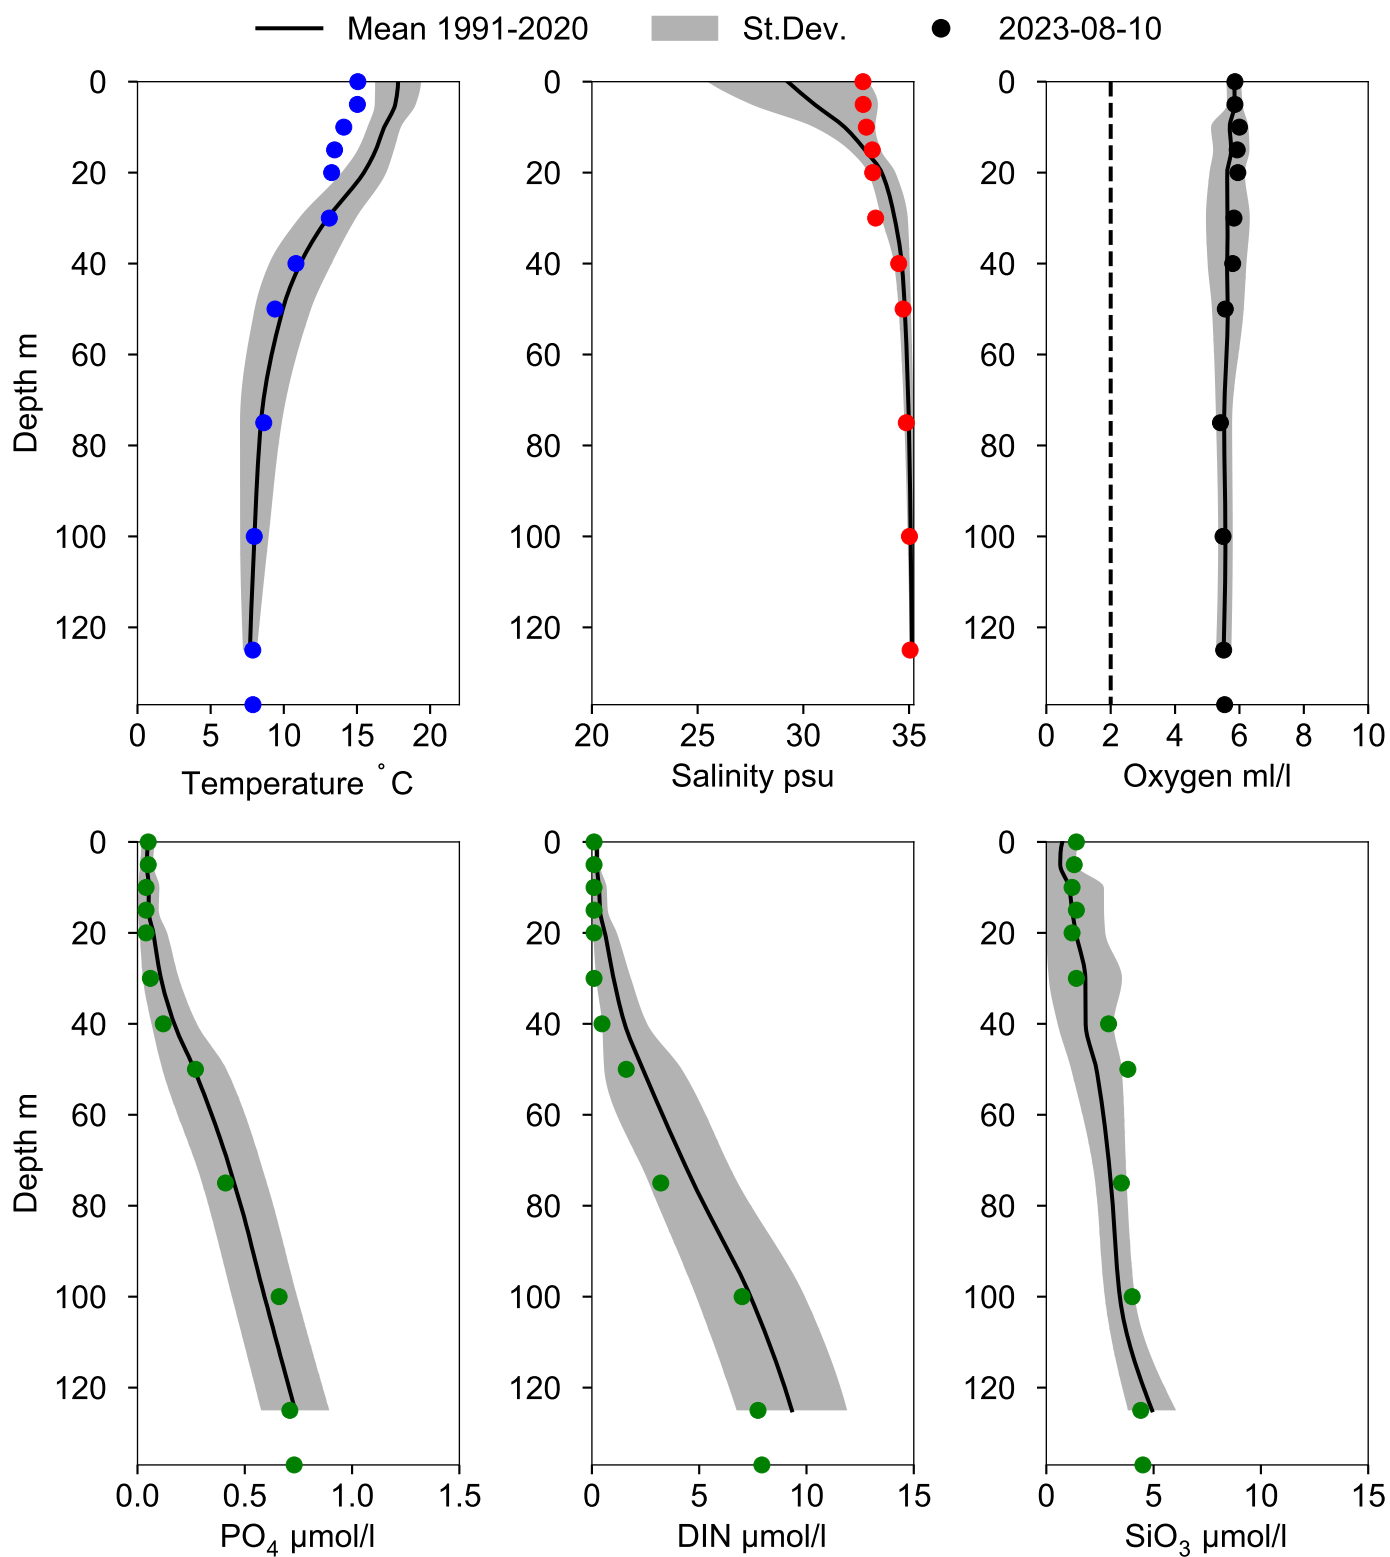 Mean 1991-2020 St.Dev. 2023-08-10
0 0 0
20 20 20
40 40 40
60 60 60
80 80 80
100 100 100
120 120 120
Depth m
0 5 10 15 20 20 25 30 35 0 2 4 6 8 10
Temperature °C Salinity psu Oxygen ml/l
0 0 0
20 20 20
40 40 40
60 60 60
80 80 80
100 100 100
120 120 120
Depth m
0.0 0.5 1.0 1.5 0 5 10 15 0 5 10 15
PO₄ µmol/l DIN µmol/l SiO₃ µmol/l